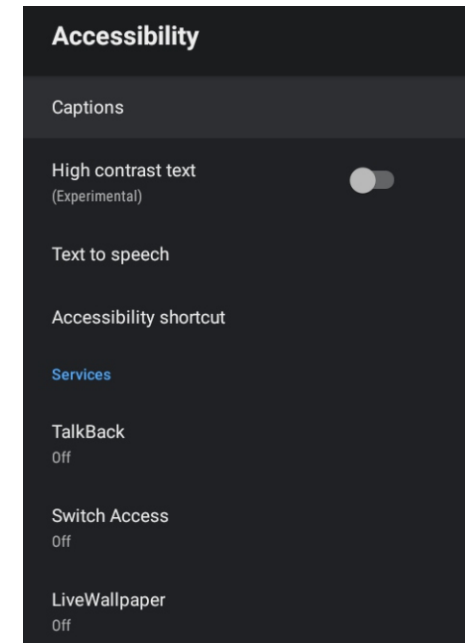 Accessibility
Captions
High contrast text
(Experimental)
Text to speech
Accessibility shortcut
Services
TalkBack
Off
Switch Access
Off
LiveWallpaper
Off